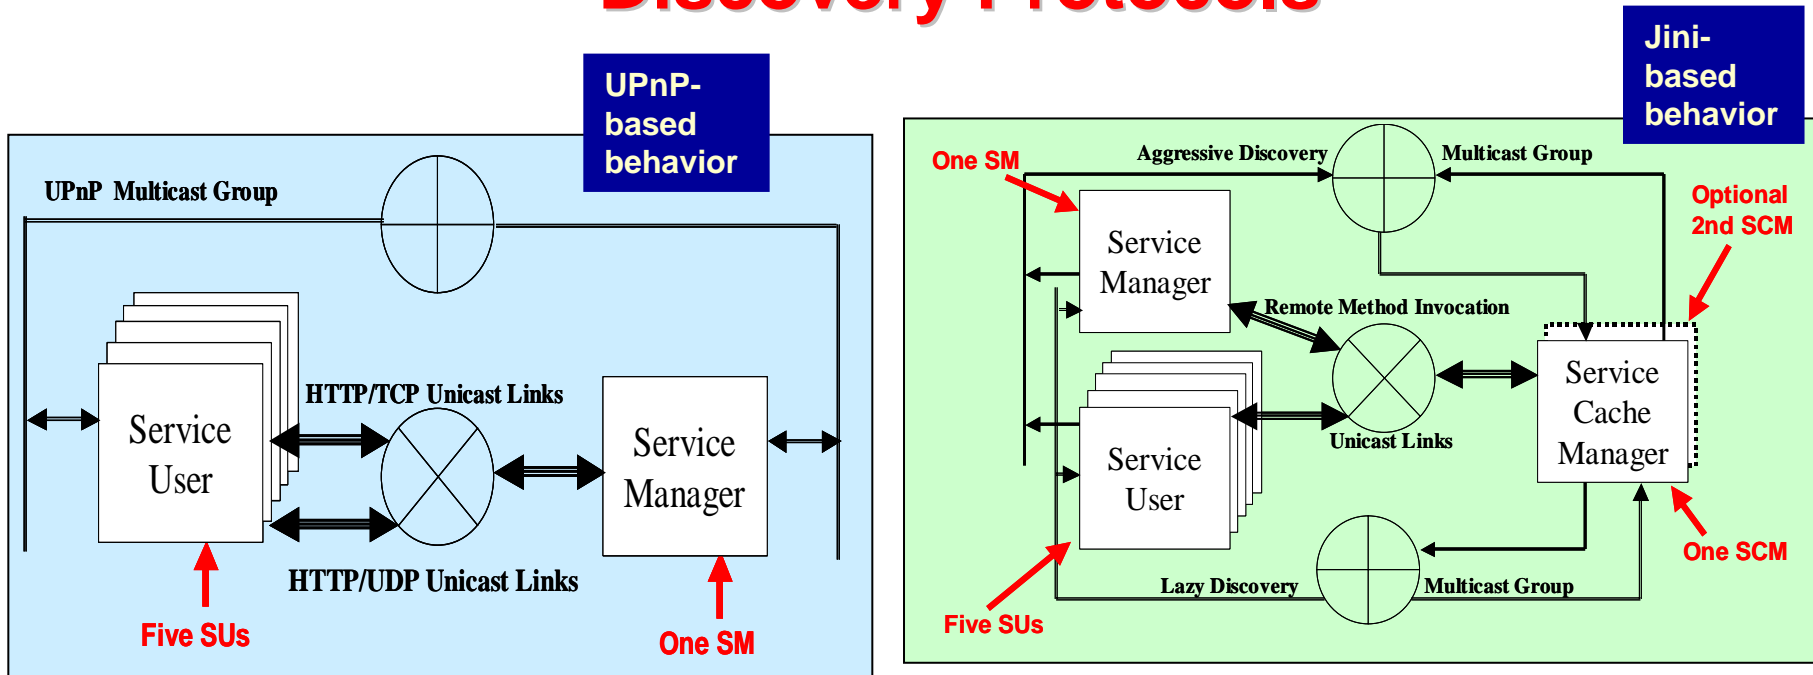 Discovery Protocols
UPnP-
based
behavior
UPnP Multicast Group
HTTP/TCP Unicast Links
Service
User
Service
Manager
HTTP/UDP Unicast Links
Five SUs
One SM
Jini-
based
behavior
One SM
Aggressive Discovery
Multicast Group
Optional
2nd SCM
Service
Manager
Remote Method Invocation
Service
Cache
Manager
Unicast Links
Service
User
One SCM
Lazy Discovery
Multicast Group
Five SUs